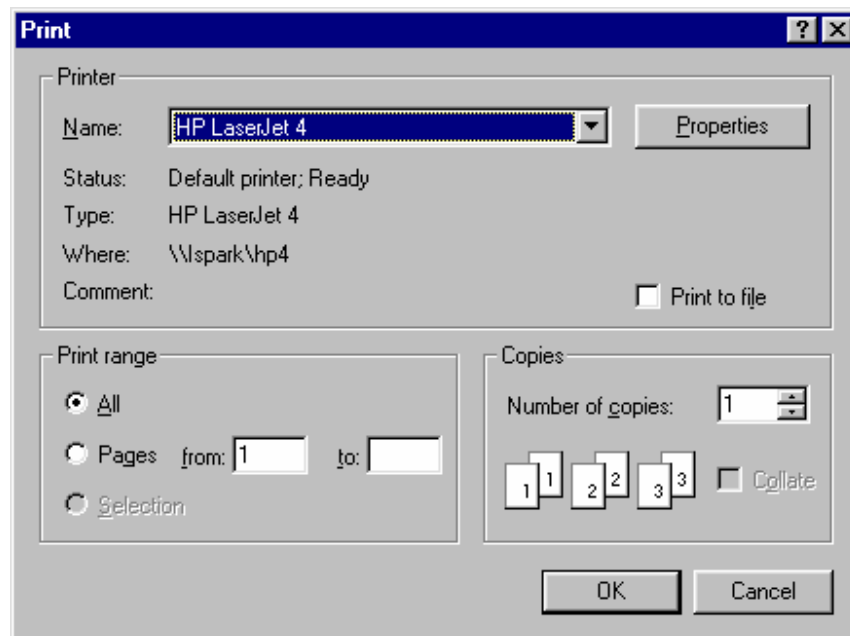 Print
Printer
Name: HP LaserJet 4 Properties
Status: Default printer; Ready
Type: HP LaserJet 4
Where: \\Ispark\hp4
Comment: Print to file
Print range
All
Pages from: 1 to:
Selection
Copies
Number of copies: 1
1 1 2 2 3 3 Collate
OK Cancel